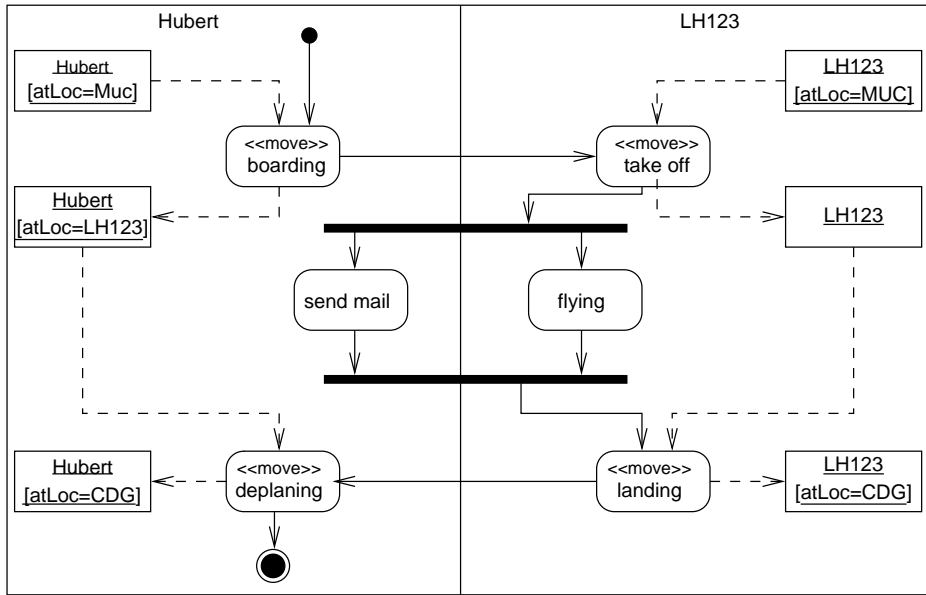 Hubert
LH123
Hubert
[atLoc=Muc]
LH123
[atLoc=MUC]
<<move>>
boarding
<<move>>
take off
Hubert
[atLoc=LH123]
LH123
send mail
flying
Hubert
[atLoc=CDG]
<<move>>
deplaning
<<move>>
landing
LH123
[atLoc=CDG]